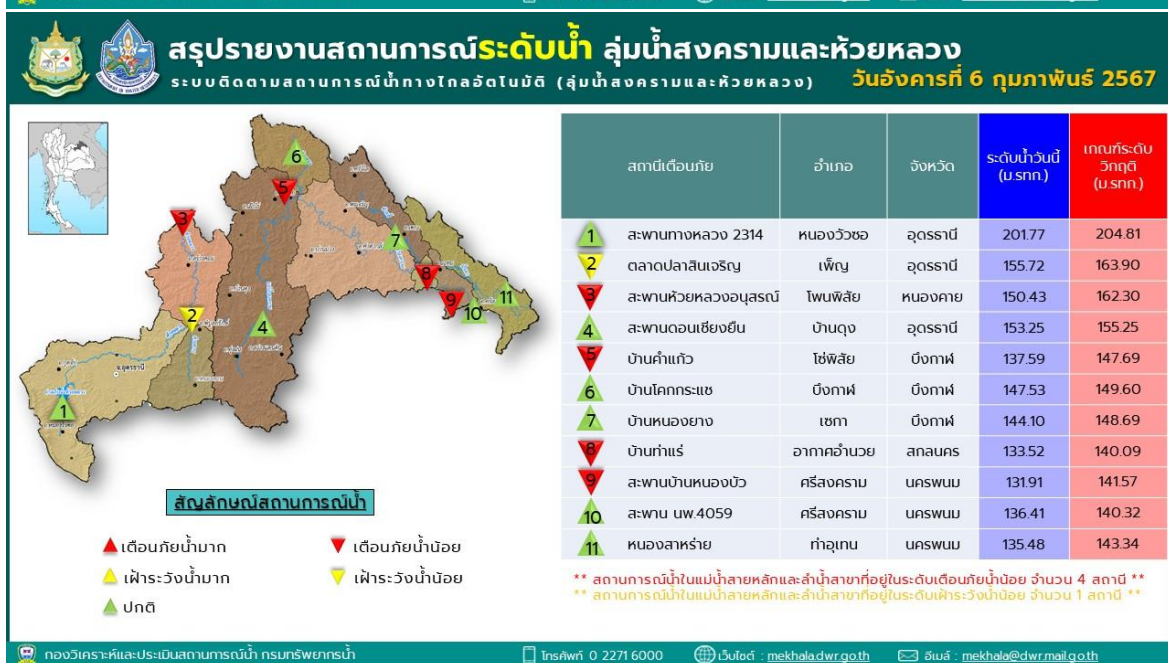 สรุปรายงานสถานการณ์ระดับน้ำ ลุ่มน้ำสงครามและห้วยหลวง
ระบบติดตามสถานการณ์น้ำทางไกลอัตโนมัติ (ลุ่มน้ำสงครามและห้วยหลวง) วันอังคารที่ 6 กุมภาพันธ์ 2567
สถานีเตือนภัย อำเภอ จังหวัด ระดับน้ำวันนี้ (ม.รทก.) เกณฑ์ระดับวิกฤติ (ม.รทก.)
1 สะพานทางหลวง 2314 หนองวัวซอ อุดรธานี 201.77 204.81
2 ตลาดปลาสินเจริญ เพ็ญ อุดรธานี 155.72 163.90
3 สะพานห้วยหลวงอนุสรณ์ โพนพิสัย หนองคาย 150.43 162.30
4 สะพานดอนเชียงยืน บ้านดุง อุดรธานี 153.25 155.25
5 บ้านคำแก้ว โซ่พิสัย บึงกาฬ 137.59 147.69
6 บ้านโคกกระแซ บึงกาฬ บึงกาฬ 147.53 149.60
7 บ้านหนองยาง เซกา บึงกาฬ 144.10 148.69
8 บ้านท่าแร่ อากาศอำนวย สกลนคร 133.52 140.09
9 สะพานบ้านหนองบัว ศรีสงคราม นครพนม 131.91 141.57
10 สะพาน นพ.4059 ศรีสงคราม นครพนม 136.41 140.32
11 หนองสาหร่าย ท่าอุเทน นครพนม 135.48 143.34
6
5
3
7
8
9
10
11
2
4
1
อ.อุดรธานี
สัญลักษณ์สถานการณ์น้ำ
เตือนภัยน้ำมาก เตือนภัยน้ำน้อย
เฝ้าระวังน้ำมาก เฝ้าระวังน้ำน้อย
ปกติ
** สถานการณ์น้ำในแม่น้ำสายหลักและลำน้ำสาขาที่อยู่ในระดับเตือนภัยน้ำน้อย จำนวน 4 สถานี **
** สถานการณ์น้ำในแม่น้ำสายหลักและลำน้ำสาขาที่อยู่ในระดับเฝ้าระวังน้ำน้อย จำนวน 1 สถานี **
กองวิเคราะห์และประเมินสถานการณ์น้ำ กรมทรัพยากรน้ำ โทรศัพท์ 0 2271 6000 เว็บไซต์ : mekhala.dwr.go.th อีเมล์ : mekhala@dwr.mail.go.th